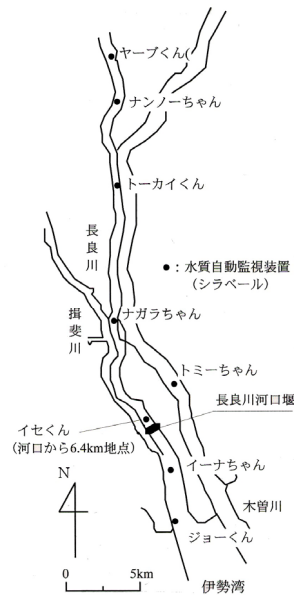 ヤーブくん(
ナンノーちゃん
トーカイくん
長良川
●：水質自動監視装置
（シラベール）
揖斐川
ナガラちゃん
トミーちゃん
長良川河口堰
イセくん
（河口から6.4km地点）
イーナちゃん
N
木曽川
ジョーくん
0 5km
伊勢湾